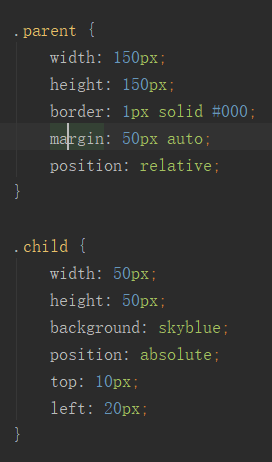 .parent {
    width: 150px;
    height: 150px;
    border: 1px solid #000;
    margin: 50px auto;
    position: relative;
}

.child {
    width: 50px;
    height: 50px;
    background: skyblue;
    position: absolute;
    top: 10px;
    left: 20px;
}